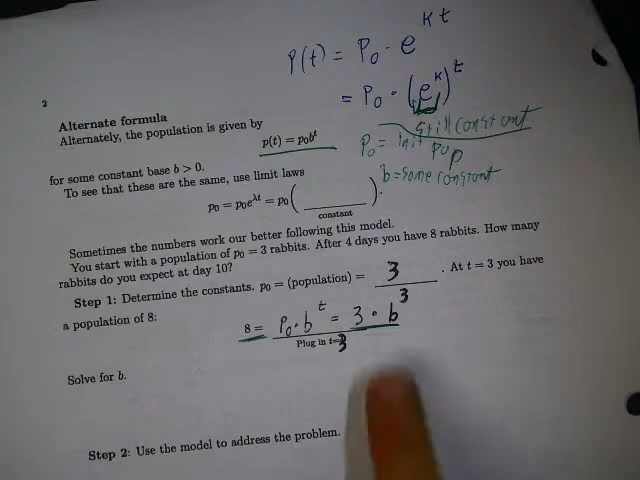 P(t) = P₀ · e^{kt}
= P₀ · (e^k)^t
still constant
2
Alternate formula
Alternately, the population is given by
p(t) = p₀b^t
P₀ = init pop
b = some constant
for some constant base b > 0.
To see that these are the same, use limit laws
p₀ = p₀e^{λt} = p₀( ________ )^.
constant
Sometimes the numbers work our better following this model.
You start with a population of p₀ = 3 rabbits. After 4 days you have 8 rabbits. How many
rabbits do you expect at day 10?
Step 1: Determine the constants. p₀ = (population) = 3 . At t = 3 you have
a population of 8:
8 = P₀ · b^t = 3 · b^3
Plug in t=3
Solve for b.
Step 2: Use the model to address the problem.